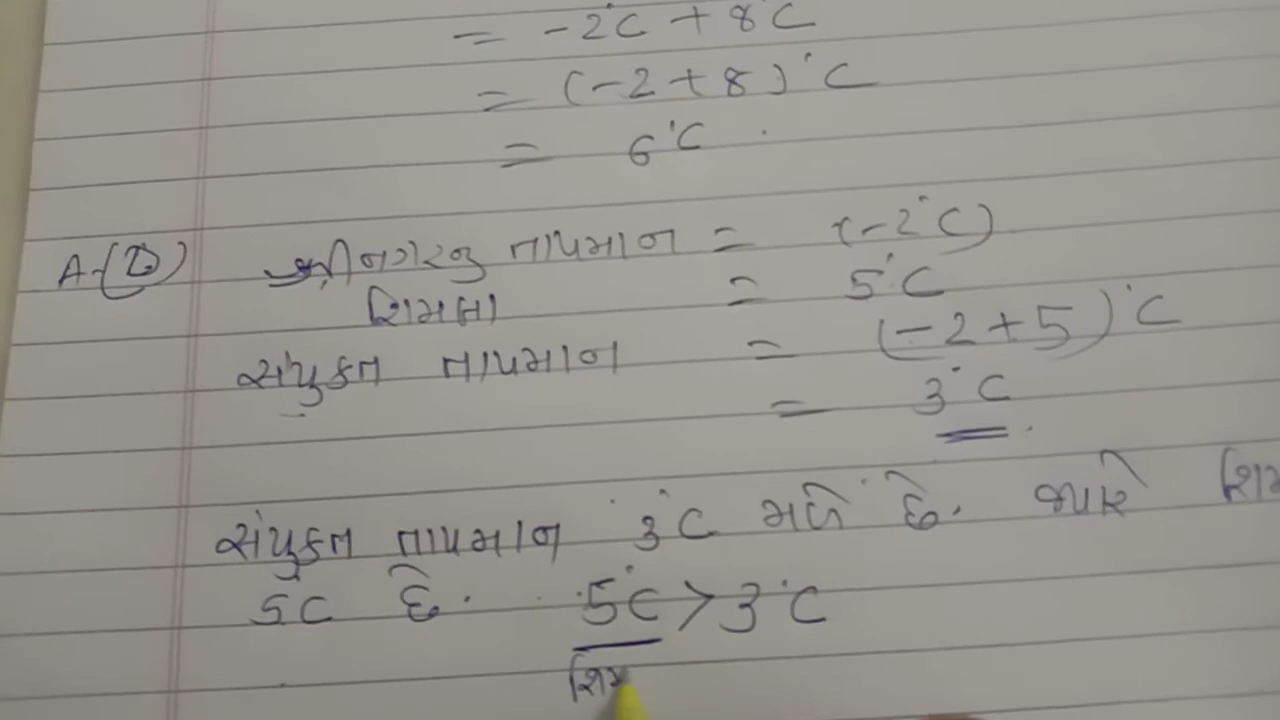 = -2°C + 8°C
= (-2 + 8)°C
= 6°C
A-(D) શ્રીનગરનુ તાપમાન = (-2°C)
શિમલા = 5°C
સંયુક્ત તાપમાન = (-2 + 5)°C
= 3°C
સંયુક્ત તાપમાન 3°C મળે છે. જ્યારે
5C છે. 5°C > 3°C
શિમ